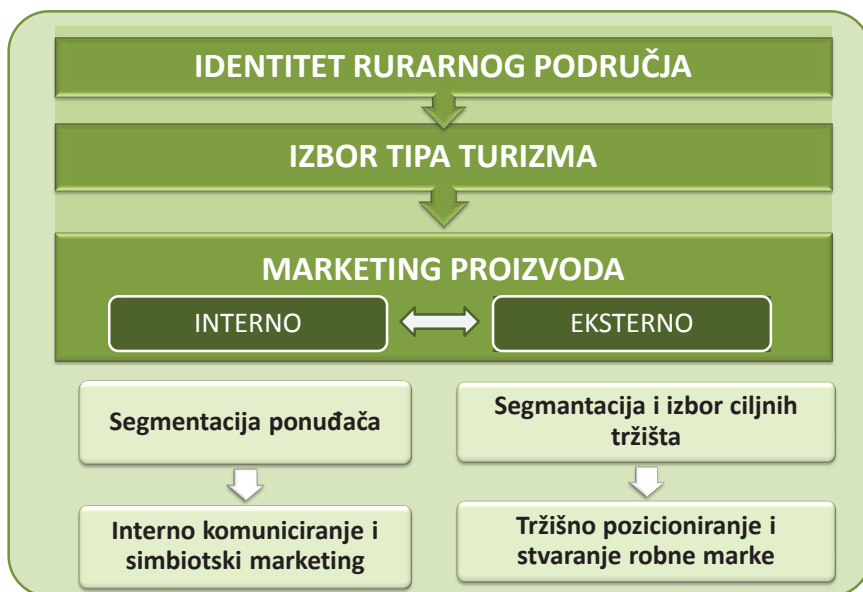 IDENTITET RURARNOG PODRUČJA
IZBOR TIPA TURIZMA
MARKETING PROIZVODA
INTERNO
EKSTERNO
Segmentacija ponuđača
Segmantacija i izbor ciljnih
tržišta
Interno komuniciranje i
simbiotski marketing
Tržišno pozicioniranje i
stvaranje robne marke